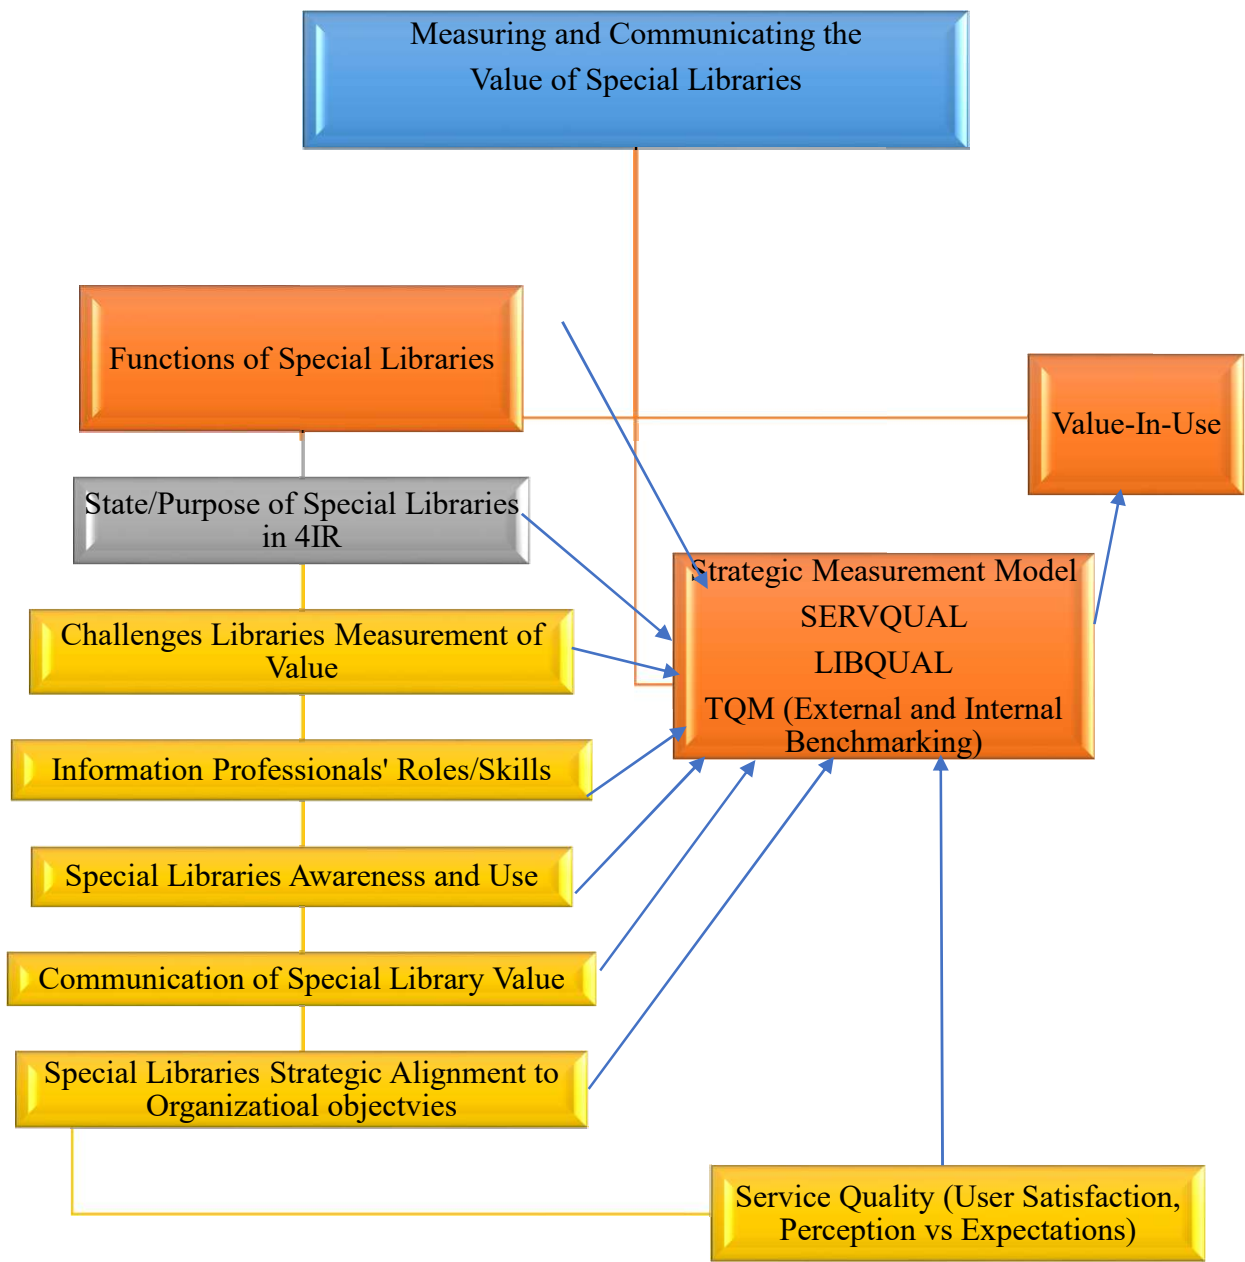 Measuring and Communicating the
Value of Special Libraries
Functions of Special Libraries
Value-In-Use
State/Purpose of Special Libraries
in 4IR
Strategic Measurement Model
SERVQUAL
LIBQUAL
TQM (External and Internal
Benchmarking)
Challenges Libraries Measurement of
Value
Information Professionals' Roles/Skills
Special Libraries Awareness and Use
Communication of Special Library Value
Special Libraries Strategic Alignment to
Organizatioal objectvies
Service Quality (User Satisfaction,
Perception vs Expectations)